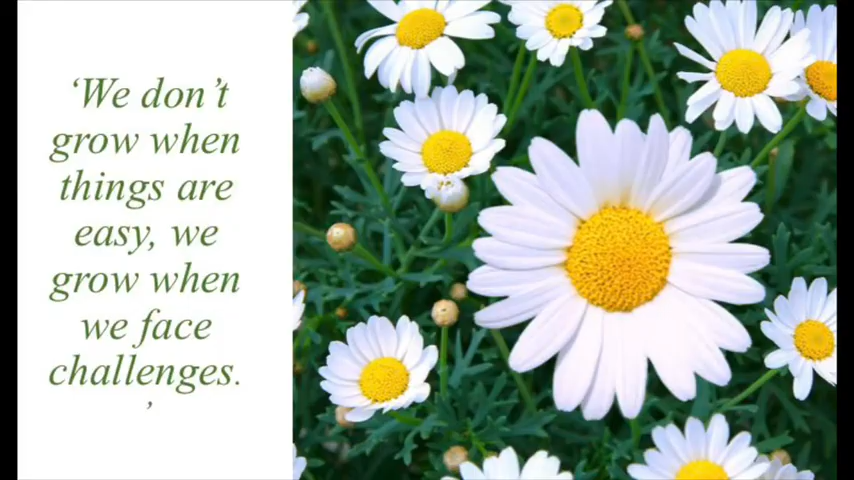 ‘We don’t
grow when
things are
easy, we
grow when
we face
challenges.
’